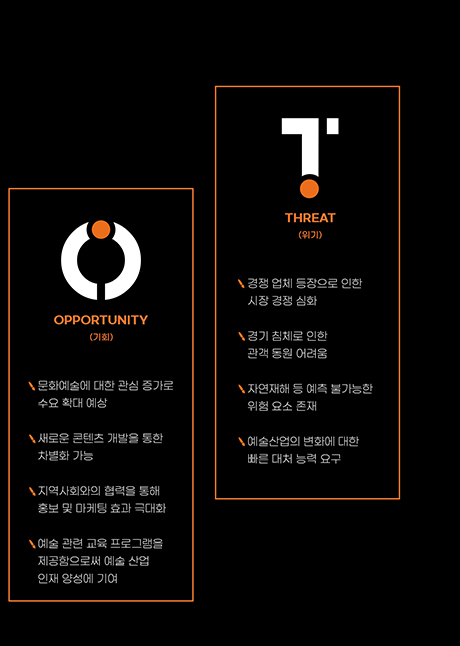 OPPORTUNITY
(기회)
문화예술에 대한 관심 증가로
수요 확대 예상
새로운 콘텐츠 개발을 통한
차별화 가능
지역사회와의 협력을 통해
홍보 및 마케팅 효과 극대화
예술 관련 교육 프로그램을
제공함으로써 예술 산업
인재 양성에 기여
T
THREAT
(위기)
경쟁 업체 등장으로 인한
시장 경쟁 심화
경기 침체로 인한
관객 동원 어려움
자연재해 등 예측 불가능한
위험 요소 존재
예술산업의 변화에 대한
빠른 대처 능력 요구